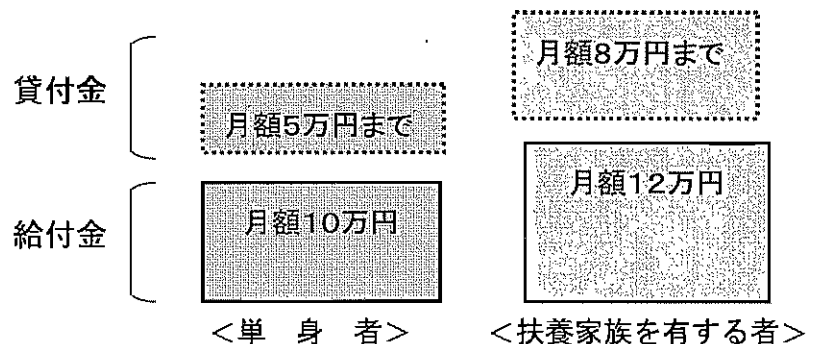 貸付金
月額5万円まで
月額8万円まで
給付金
月額10万円
月額12万円
<単 身 者>
<扶養家族を有する者>